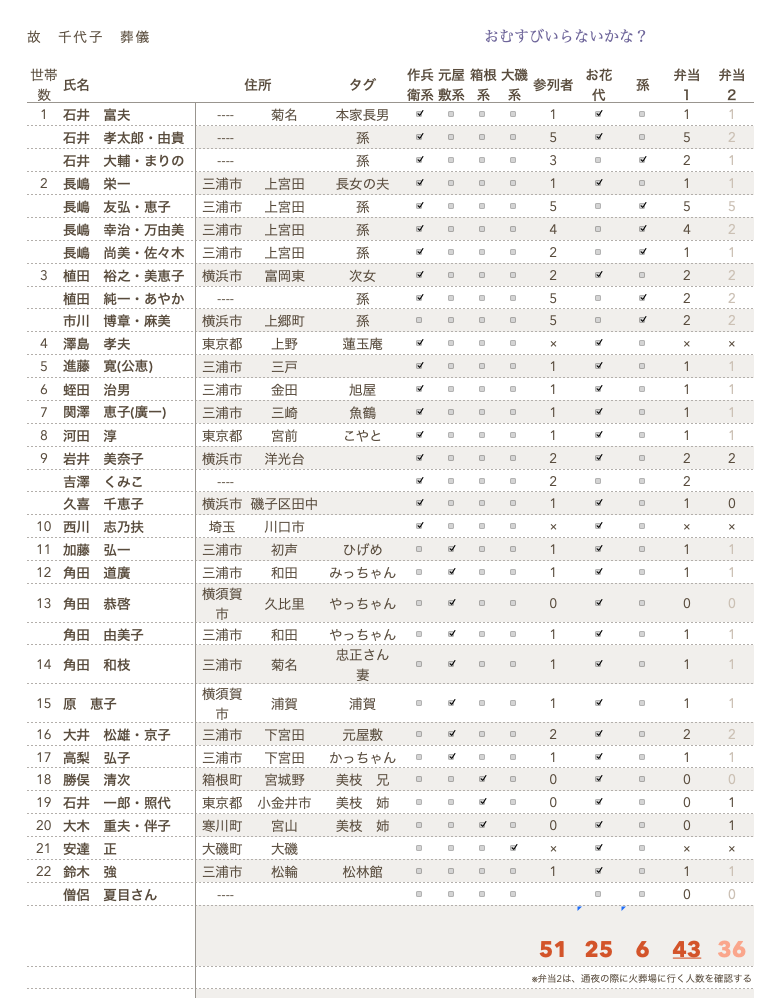 故　千代子　葬儀
おむすびいらないかな？
世帯数 氏名 住所 タグ 作兵衛系 元屋敷系 箱根系 大磯系 参列者 お花代 孫 弁当1 弁当2
1 石井　富夫 ---- 菊名 本家長男 1 1 1
石井　孝太郎・由貴 ---- 孫 5 5 2
石井　大輔・まりの ---- 孫 3 2 1
2 長嶋　栄一 三浦市 上宮田 長女の夫 1 1 1
長嶋　友弘・恵子 三浦市 上宮田 孫 5 5 5
長嶋　幸治・万由美 三浦市 上宮田 孫 4 4 2
長嶋　尚美・佐々木 三浦市 上宮田 孫 2 1 1
3 植田　裕之・美恵子 横浜市 富岡東 次女 2 2 2
植田　純一・あやか ---- 孫 5 2 2
市川　博章・麻美 横浜市 上郷町 孫 5 2 2
4 澤島　孝夫 東京都 上野 蓮玉庵 × × ×
5 進藤　寛(公恵) 三浦市 三戸 1 1 1
6 蛭田　治男 三浦市 金田 旭屋 1 1 1
7 関澤　恵子(廣一) 三浦市 三崎 魚鶴 1 1 1
8 河田　淳 東京都 宮前 こやと 1 1 1
9 岩井　美奈子 横浜市 洋光台 2 2 2
吉澤　くみこ ---- 2 2
久喜　千恵子 横浜市 磯子区田中 1 1 0
10 西川　志乃扶 埼玉 川口市 × × ×
11 加藤　弘一 三浦市 初声 ひげめ 1 1 1
12 角田　道廣 三浦市 和田 みっちゃん 1 1 1
13 角田　恭啓 横須賀市 久比里 やっちゃん 0 0 0
角田　由美子 三浦市 和田 やっちゃん 1 1 1
14 角田　和枝 三浦市 菊名 忠正さん妻 1 1 1
15 原　恵子 横須賀市 浦賀 浦賀 1 1 1
16 大井　松雄・京子 三浦市 下宮田 元屋敷 2 2 2
17 高梨　弘子 三浦市 下宮田 かっちゃん 1 1 1
18 勝俣　清次 箱根町 宮城野 美枝　兄 0 0 0
19 石井　一郎・照代 東京都 小金井市 美枝　姉 0 0 1
20 大木　重夫・伴子 寒川町 宮山 美枝　姉 0 0 1
21 安達　正 大磯町 大磯 × × ×
22 鈴木　強 三浦市 松輪 松林館 1 1 1
僧侶　夏目さん ---- 0 0
51 25 6 43 36
※弁当2は、通夜の際に火葬場に行く人数を確認する